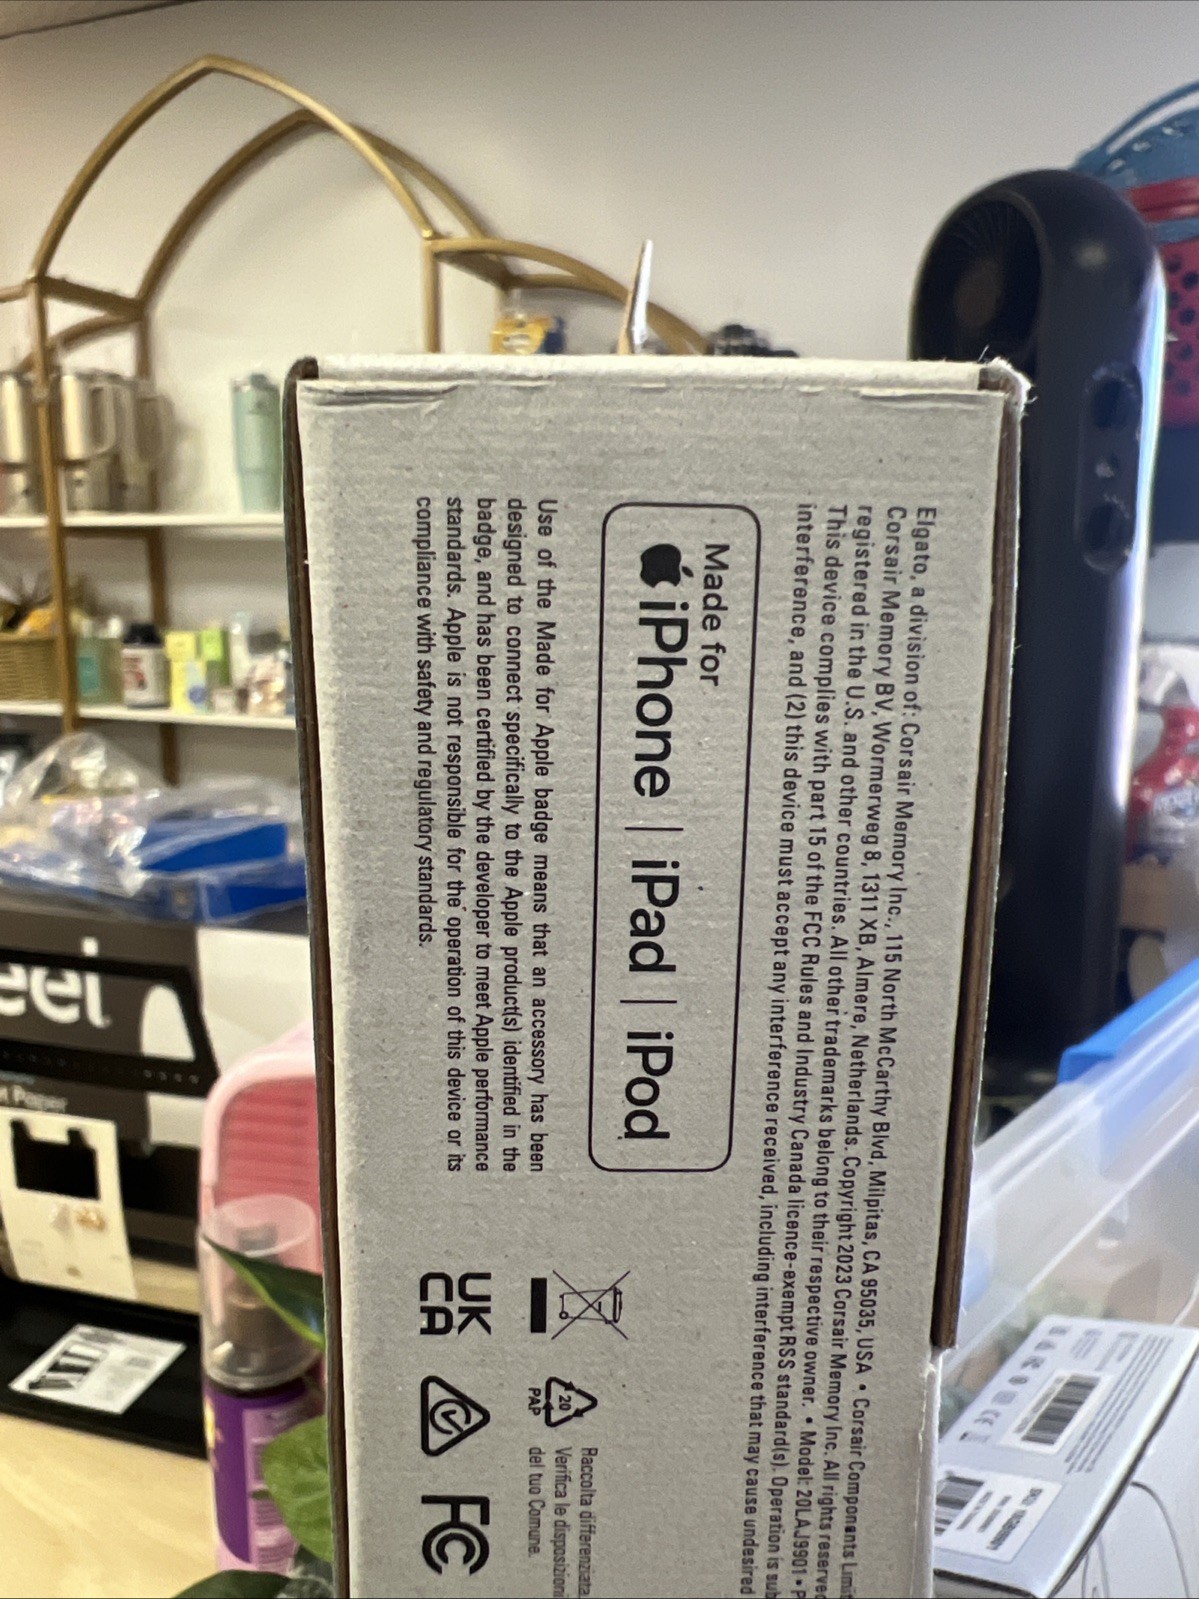 Elgato, a division of: Corsair Memory Inc., 115 North McCarthy Blvd, Milpitas, CA 95035, USA • Corsair Components Limit
Corsair Memory BV, Wormerweg 8, 1311 XB, Almere, Netherlands. Copyright 2023 Corsair Memory Inc. All rights reserved
registered in the U.S. and other countries. All other trademarks belong to their respective owner. • Model: 20LAJ9901 • P
This device complies with part 15 of the FCC Rules and Industry Canada licence-exempt RSS standard(s). Operation is sub
interference, and (2) this device must accept any interference received, including interference that may cause undesired
Made for
iPhone | iPad | iPod
Use of the Made for Apple badge means that an accessory has been
designed to connect specifically to the Apple product(s) identified in the
badge, and has been certified by the developer to meet Apple performance
standards. Apple is not responsible for the operation of this device or its
compliance with safety and regulatory standards.
20
PAP
Raccolta differenziata.
Verifica le disposizioni
del tuo Comune.
UK
CA
FC
eel
Paper